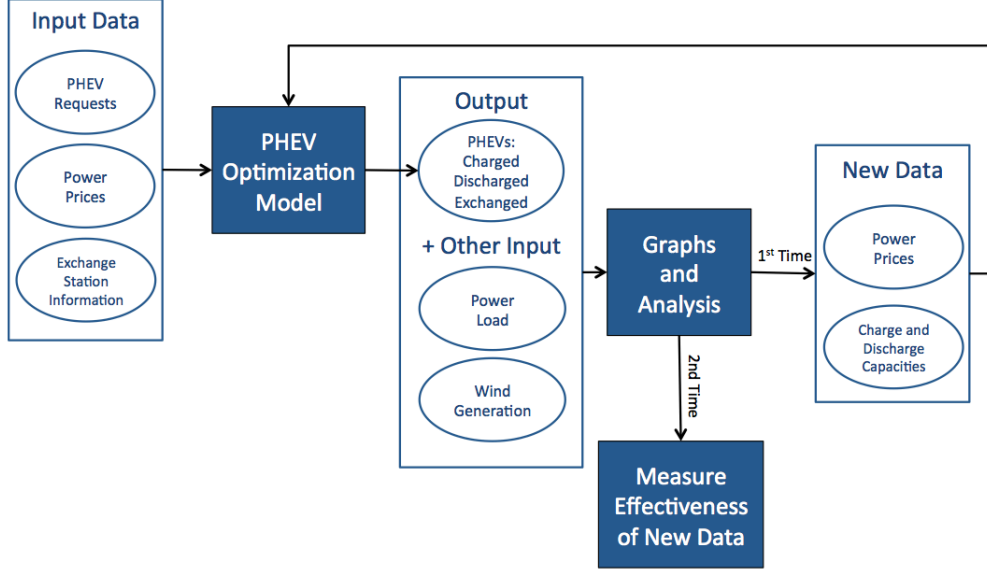 Input Data
PHEV
Requests
Power
Prices
Exchange
Station
Information
PHEV
Optimization
Model
Output
PHEVs:
Charged
Discharged
Exchanged
+ Other Input
Power
Load
Wind
Generation
Graphs
and
Analysis
1st Time
2nd Time
New Data
Power
Prices
Charge and
Discharge
Capacities
Measure
Effectiveness
of New Data